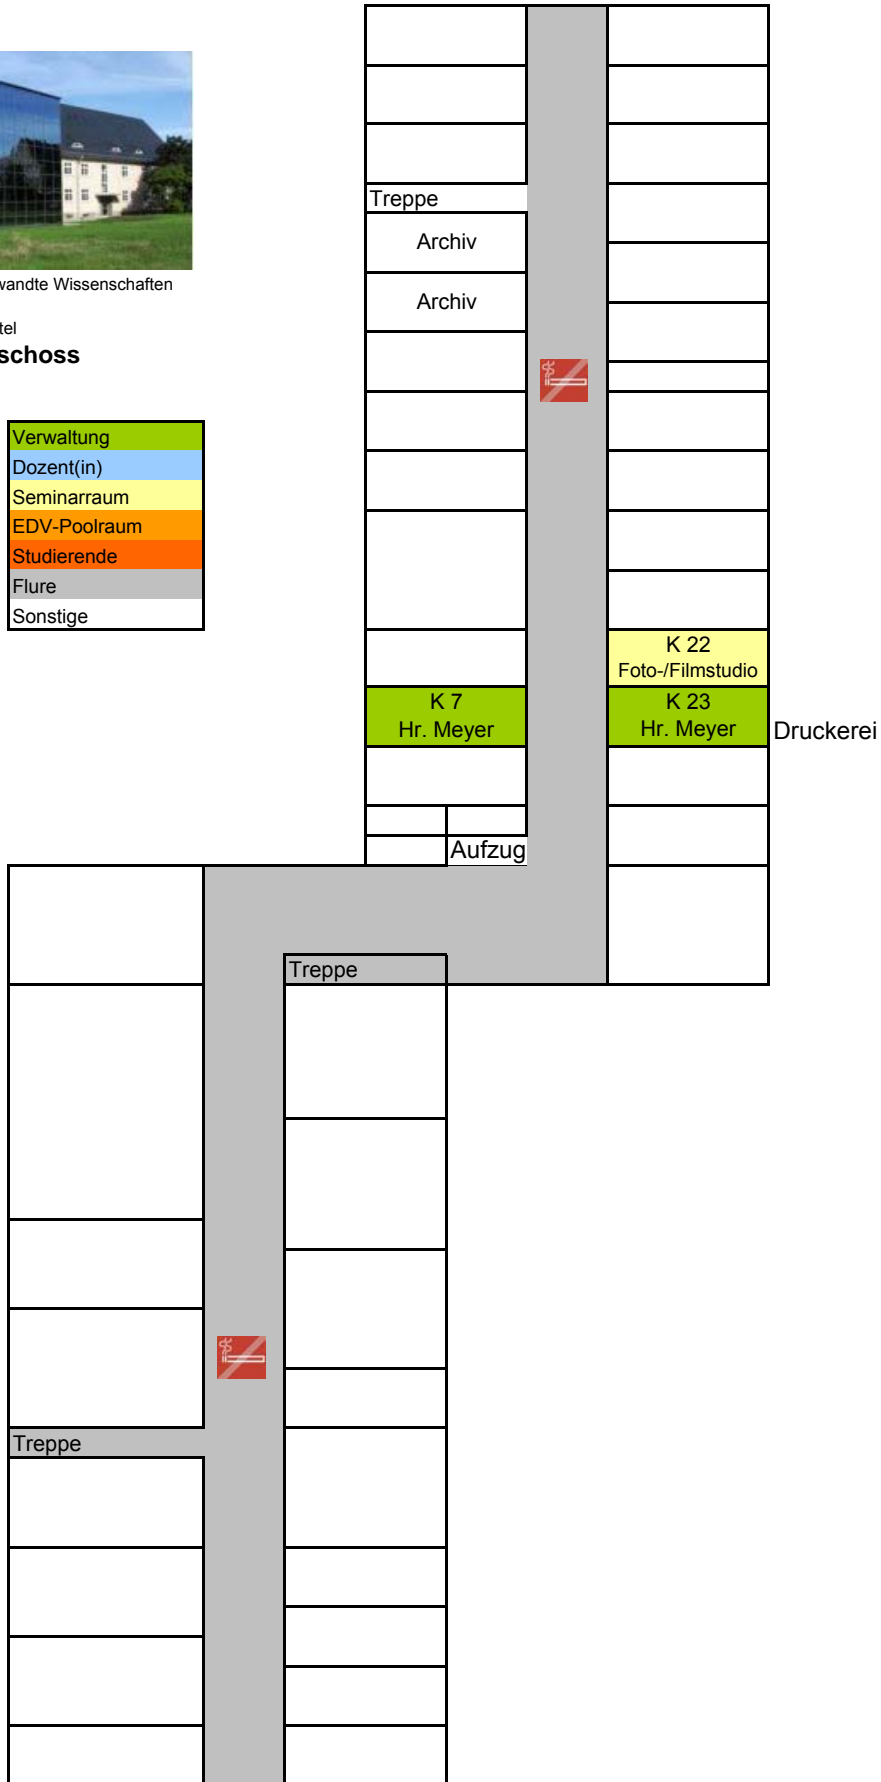 wandte Wissenschaften
tel
schoss
Verwaltung
Dozent(in)
Seminarraum
EDV-Poolraum
Studierende
Flure
Sonstige
Treppe
Archiv
Archiv
K 22
Foto-/Filmstudio
K 7
Hr. Meyer
K 23
Hr. Meyer
Druckerei
Aufzug
Treppe
Treppe